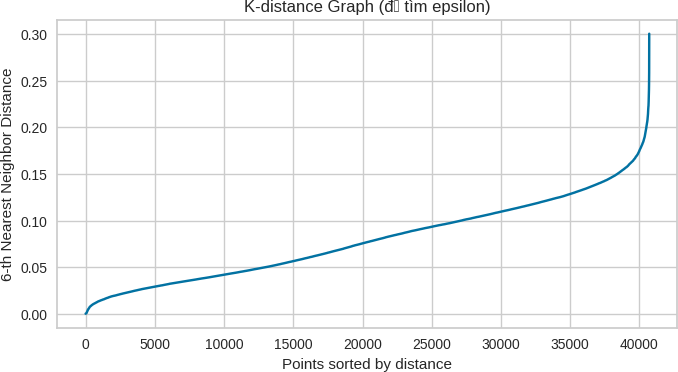 K-distance Graph (đ tìm epsilon)
6-th Nearest Neighbor Distance
0.30
0.25
0.20
0.15
0.10
0.05
0.00
0 5000 10000 15000 20000 25000 30000 35000 40000
Points sorted by distance